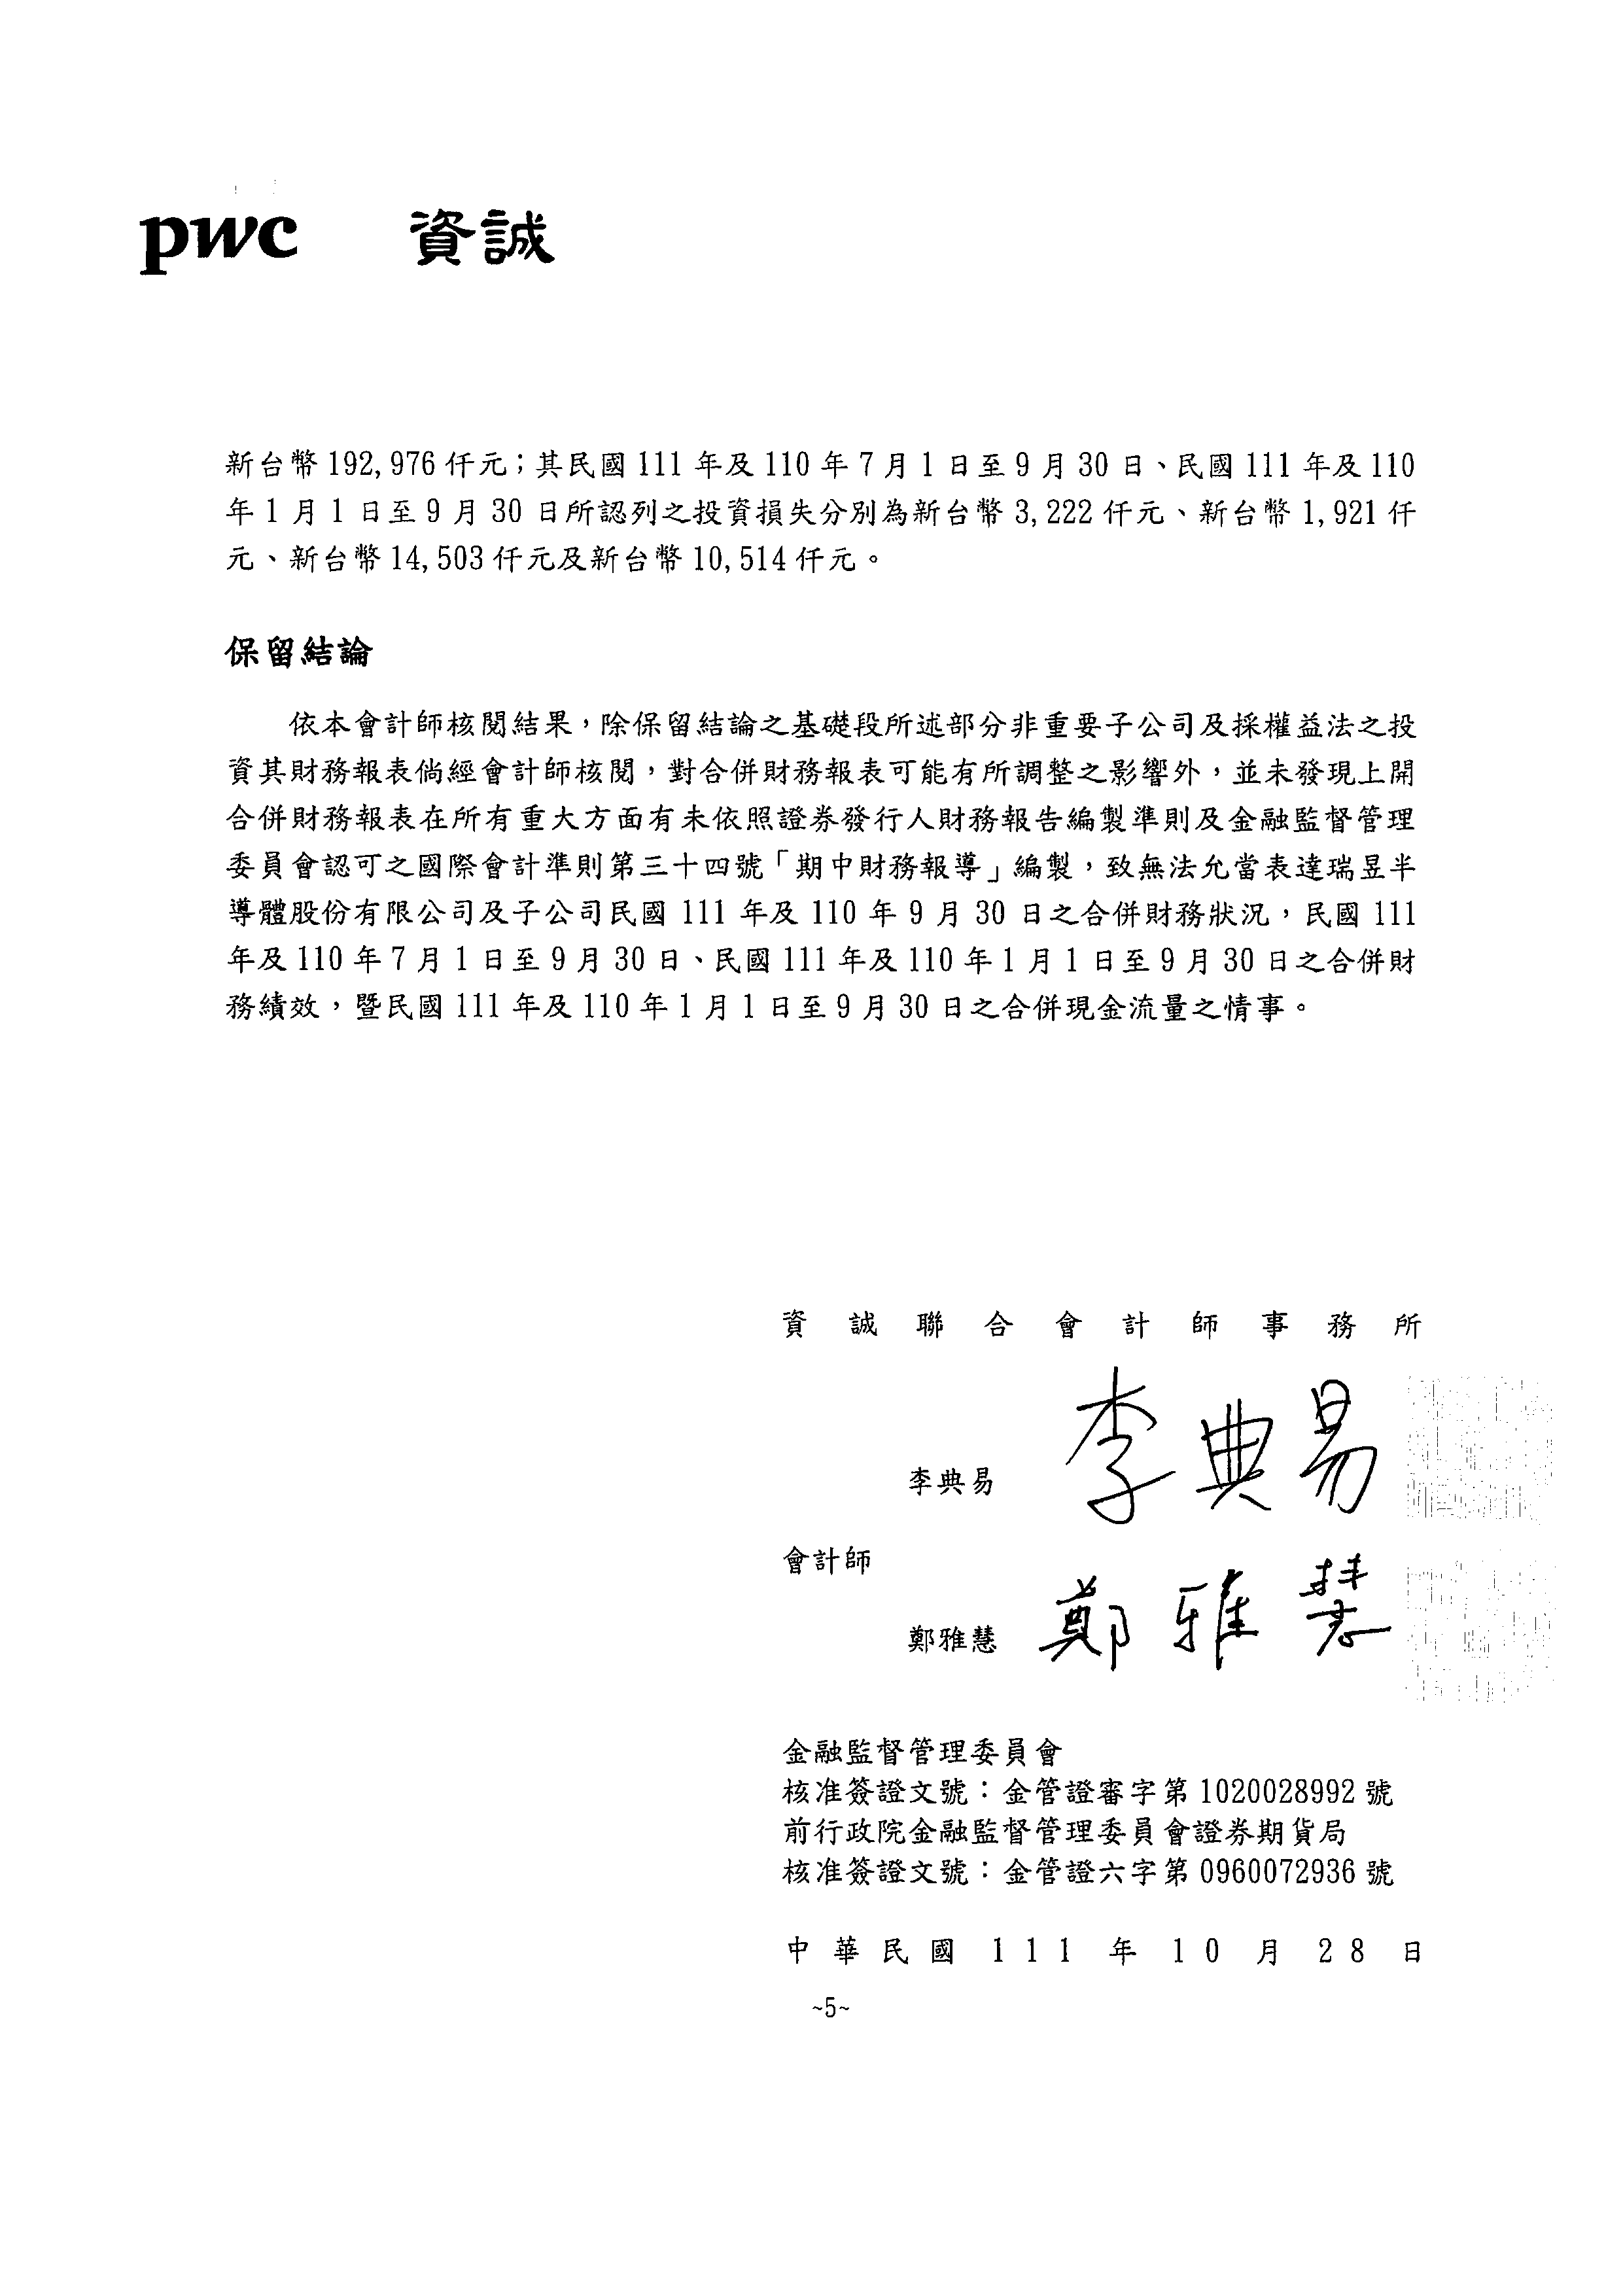 pwc 資誠
新台幣 192,976 仟元；其民國 111 年及 110 年 7 月 1 日至 9 月 30 日、民國 111 年及 110
年 1 月 1 日至 9 月 30 日所認列之投資損失分別為新台幣 3,222 仟元、新台幣 1,921 仟
元、新台幣 14,503 仟元及新台幣 10,514 仟元。
保留結論
依本會計師核閱結果，除保留結論之基礎段所述部分非重要子公司及採權益法之投
資其財務報表倘經會計師核閱，對合併財務報表可能有所調整之影響外，並未發現上開
合併財務報表在所有重大方面有未依照證券發行人財務報告編製準則及金融監督管理
委員會認可之國際會計準則第三十四號「期中財務報導」編製，致無法允當表達瑞昱半
導體股份有限公司及子公司民國 111 年及 110 年 9 月 30 日之合併財務狀況，民國 111
年及 110 年 7 月 1 日至 9 月 30 日、民國 111 年及 110 年 1 月 1 日至 9 月 30 日之合併財
務績效，暨民國 111 年及 110 年 1 月 1 日至 9 月 30 日之合併現金流量之情事。
資誠聯合會計師事務所
李典易 李典易
會計師
鄭雅慧 鄭雅慧
金融監督管理委員會
核准簽證文號：金管證審字第 1020028992 號
前行政院金融監督管理委員會證券期貨局
核准簽證文號：金管證六字第 0960072936 號
中華民國 111 年 10 月 28 日
~5~